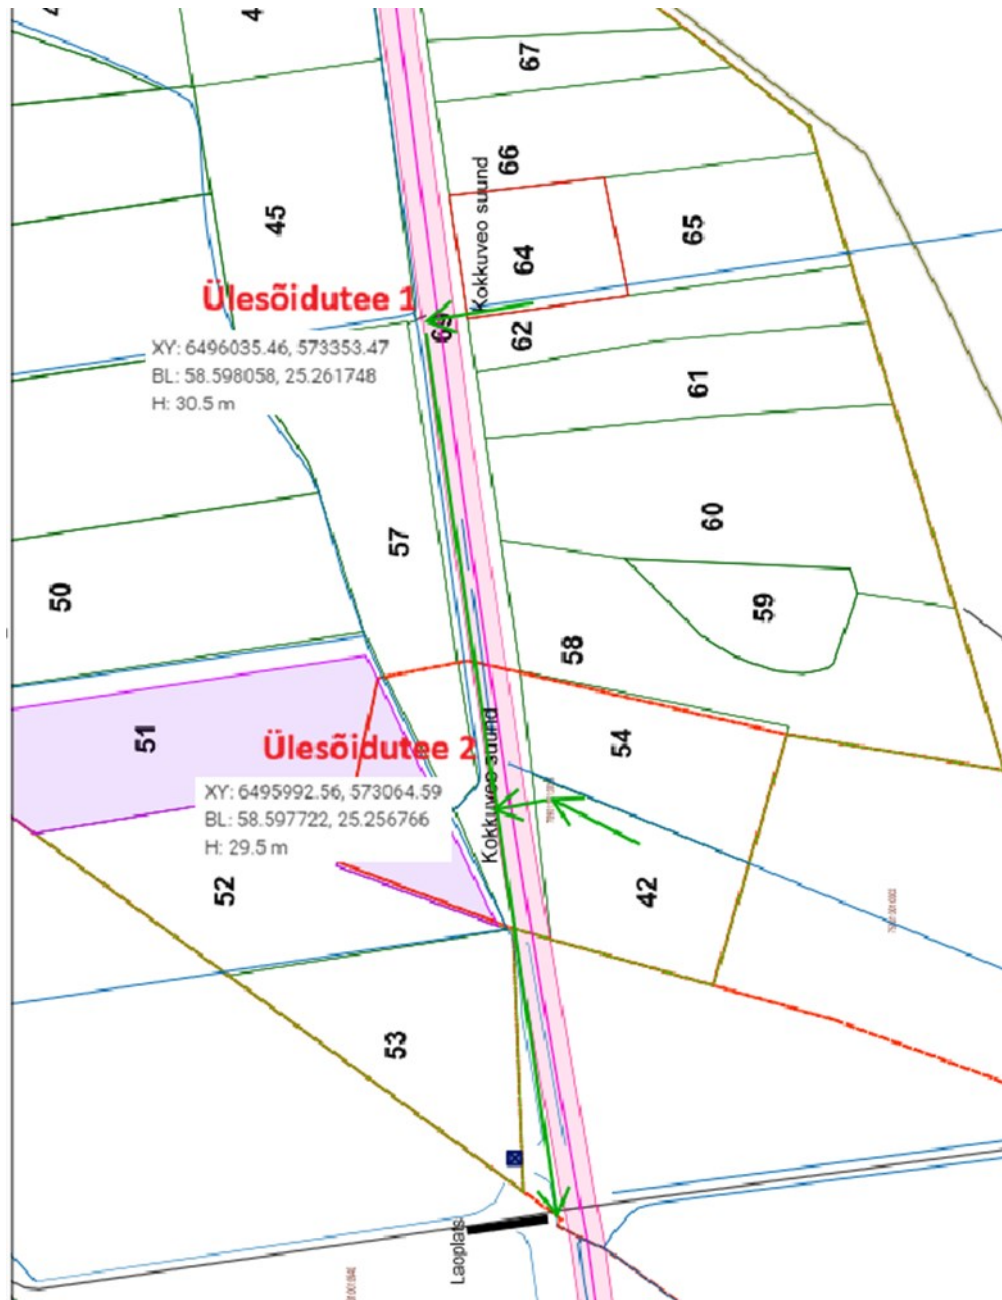 4
67
66
45
Kokkuveo suund
64
65
Ülesõidutee 1
69
62
XY: 6496035.46, 573353.47
BL: 58.598058, 25.261748
H: 30.5 m
61
60
57
50
59
58
51
54
Ülesõidutee 2
Kokkuveo suund
XY: 6495992.56, 573064.59
BL: 58.597722, 25.256766
H: 29.5 m
52
42
53
Laoplats